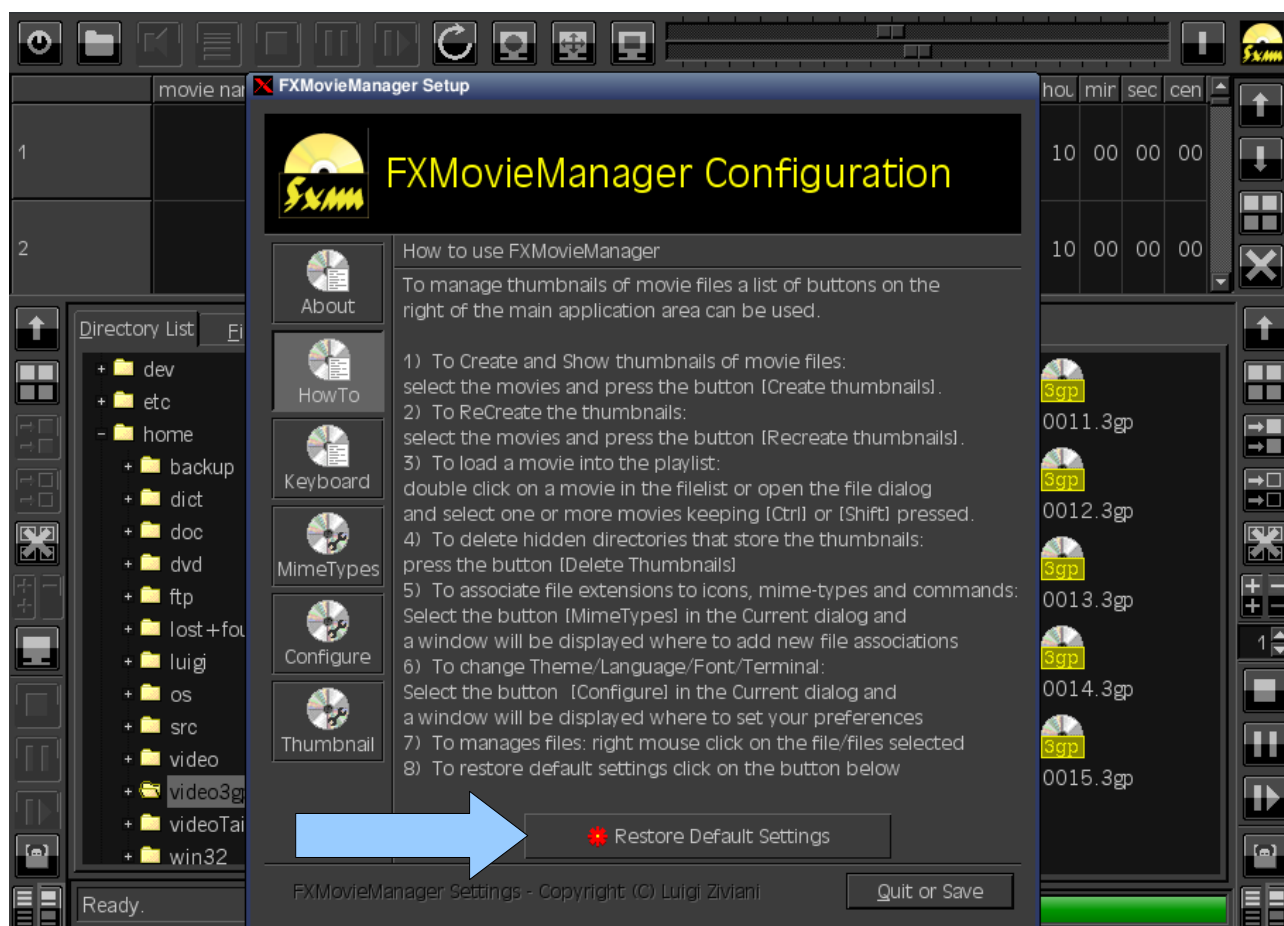 fxmm
movie nar
hou min sec cen
1
10 00 00 00
2
10 00 00 00
FXMovieManager Setup
fxmm
FXMovieManager Configuration
About
HowTo
Keyboard
MimeTypes
Configure
Thumbnail
How to use FXMovieManager
To manage thumbnails of movie files a list of buttons on the
right of the main application area can be used.
1) To Create and Show thumbnails of movie files:
select the movies and press the button [Create thumbnails].
2) To ReCreate the thumbnails:
select the movies and press the button [Recreate thumbnails].
3) To load a movie into the playlist:
double click on a movie in the filelist or open the file dialog
and select one or more movies keeping [Ctrl] or [Shift] pressed.
4) To delete hidden directories that store the thumbnails:
press the button [Delete Thumbnails]
5) To associate file extensions to icons, mime-types and commands:
Select the button [MimeTypes] in the Current dialog and
a window will be displayed where to add new file associations
6) To change Theme/Language/Font/Terminal:
Select the button [Configure] in the Current dialog and
a window will be displayed where to set your preferences
7) To manages files: right mouse click on the file/files selected
8) To restore default settings click on the button below
Restore Default Settings
FXMovieManager Settings - Copyright (C) Luigi Ziviani
Quit or Save
Directory List Fi
dev
etc
home
backup
dict
doc
dvd
ftp
lost+fou
luigi
os
src
video
video3g
videoTai
win32
3gp
0011.3gp
3gp
0012.3gp
3gp
0013.3gp
3gp
0014.3gp
3gp
0015.3gp
1
Ready.